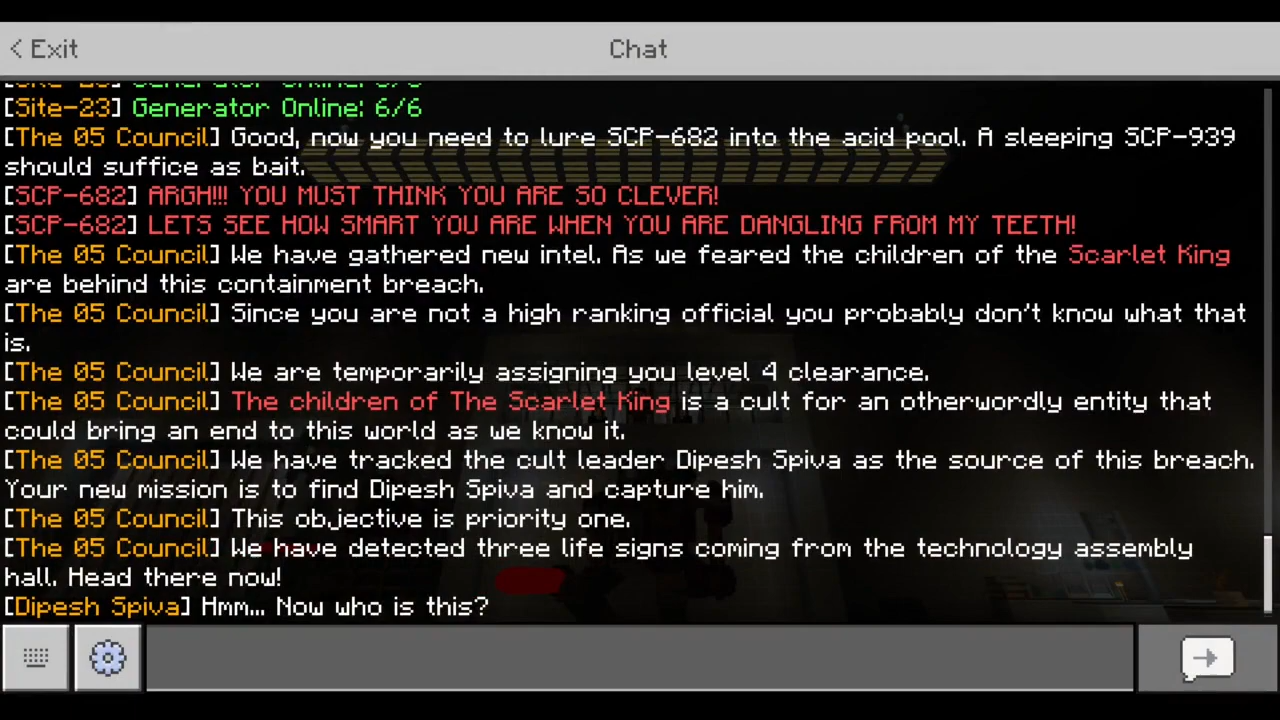 < Exit
Chat
[Site-23] Generator Online: 6/6
[The 05 Council] Good, now you need to lure SCP-682 into the acid pool. A sleeping SCP-939
should suffice as bait.
[SCP-682] ARGH!!! YOU MUST THINK YOU ARE SO CLEVER!
[SCP-682] LETS SEE HOW SMART YOU ARE WHEN YOU ARE DANGLING FROM MY TEETH!
[The 05 Council] We have gathered new intel. As we feared the children of the Scarlet King
are behind this containment breach.
[The 05 Council] Since you are not a high ranking official you probably don't know what that
is.
[The 05 Council] We are temporarily assigning you level 4 clearance.
[The 05 Council] The children of The Scarlet King is a cult for an otherwordly entity that
could bring an end to this world as we know it.
[The 05 Council] We have tracked the cult leader Dipesh Spiva as the source of this breach.
Your new mission is to find Dipesh Spiva and capture him.
[The 05 Council] This objective is priority one.
[The 05 Council] We have detected three life signs coming from the technology assembly
hall. Head there now!
[Dipesh Spiva] Hmm... Now who is this?